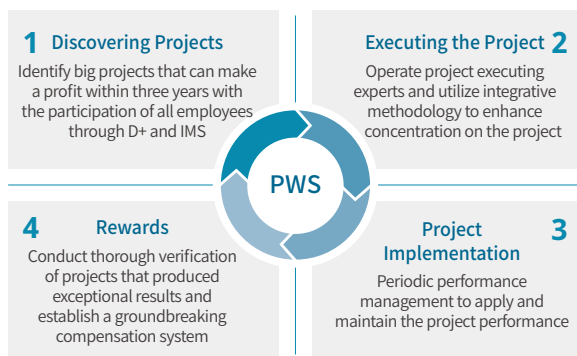 1 Discovering Projects
Identify big projects that can make
a profit within three years with
the participation of all employees
through D+ and IMS
Executing the Project 2
Operate project executing
experts and utilize integrative
methodology to enhance
concentration on the project
PWS
4 Rewards
Conduct thorough verification
of projects that produced
exceptional results and
establish a groundbreaking
compensation system
Project
Implementation
3
Periodic performance
management to apply and
maintain the project performance